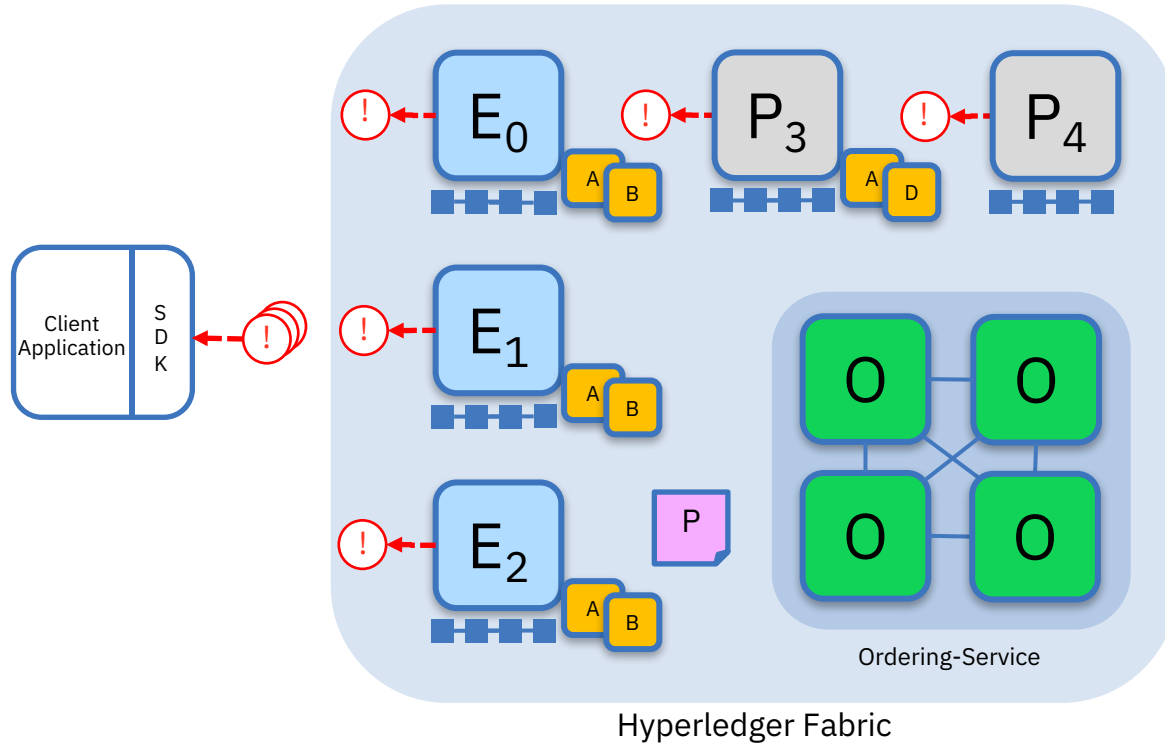 ! E₀ A B
! P₃ A D
! P₄
Client
Application
S
D
K
!
! E₁ A B
! E₂ A B
P
O O
O O
Ordering-Service
Hyperledger Fabric